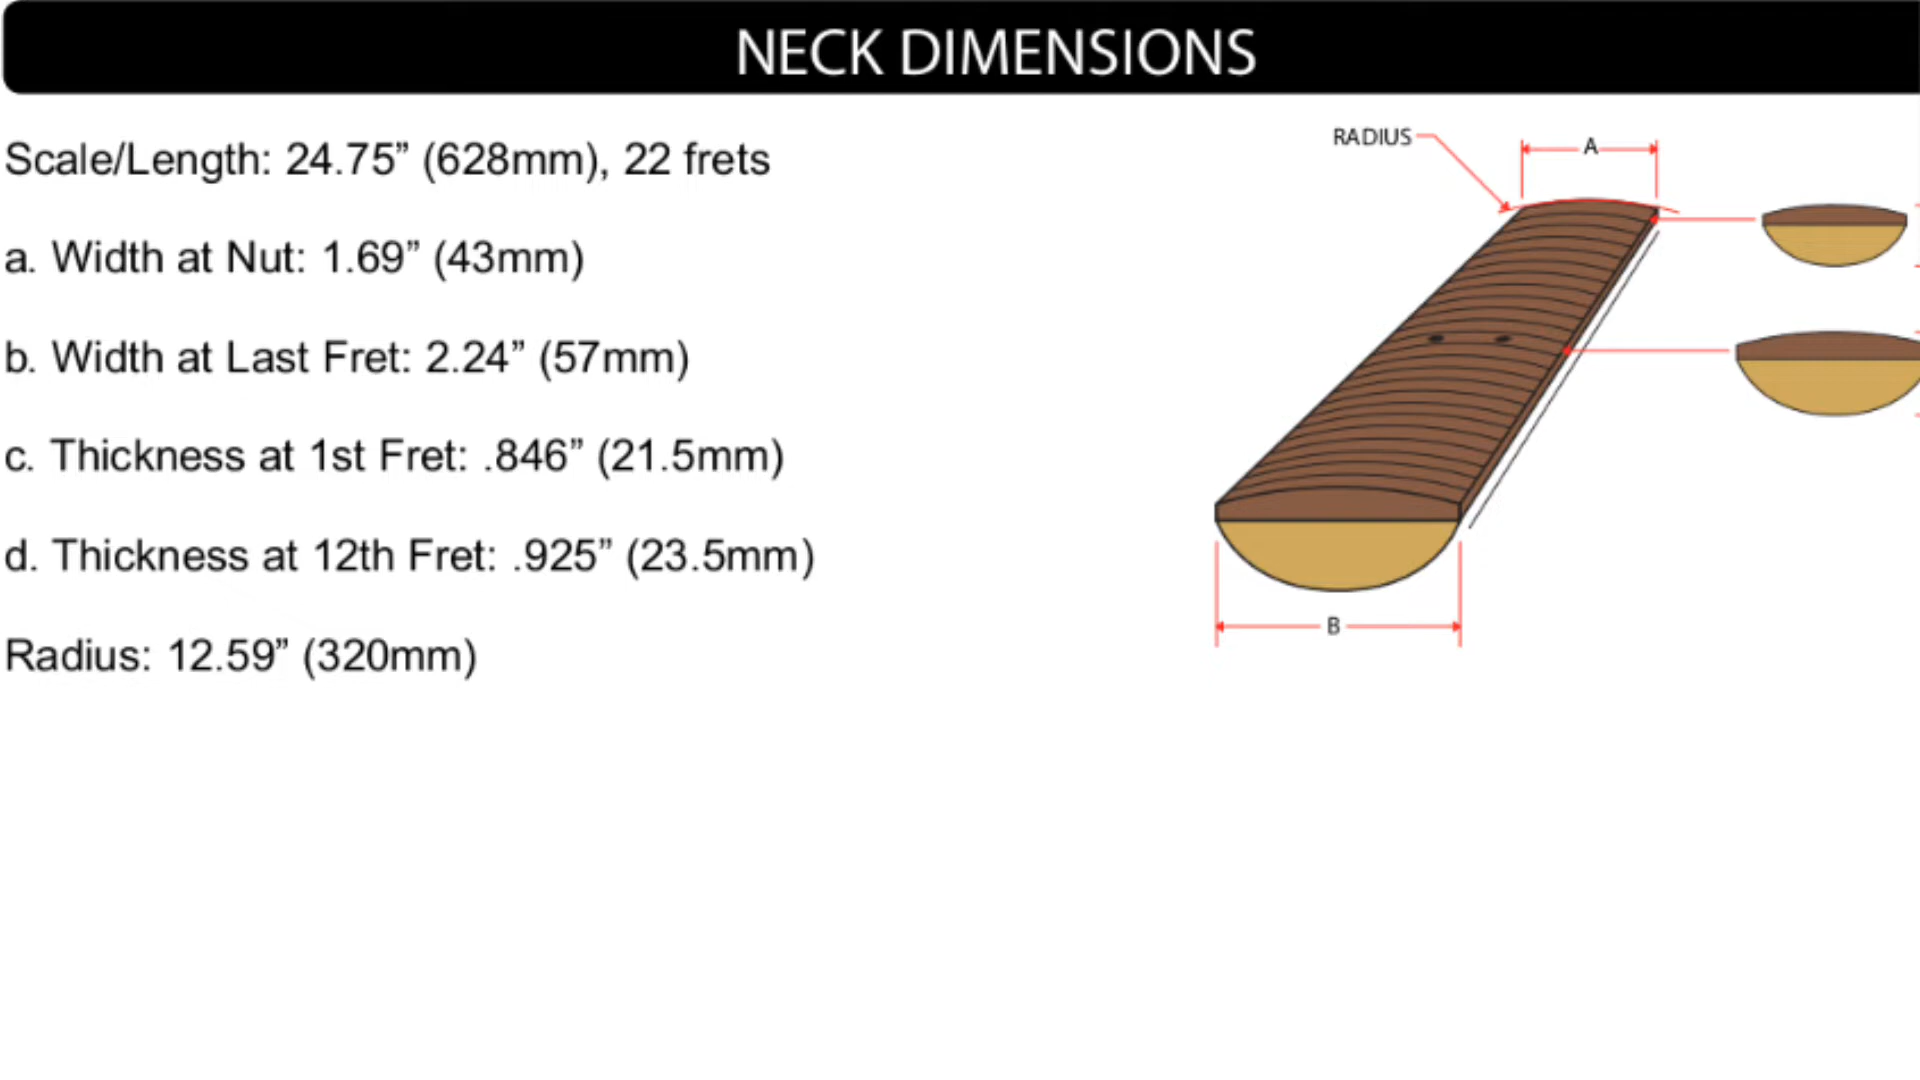 NECK DIMENSIONS
Scale/Length: 24.75” (628mm), 22 frets
a. Width at Nut: 1.69” (43mm)
b. Width at Last Fret: 2.24” (57mm)
c. Thickness at 1st Fret: .846” (21.5mm)
d. Thickness at 12th Fret: .925” (23.5mm)
Radius: 12.59” (320mm)
RADIUS
A
B